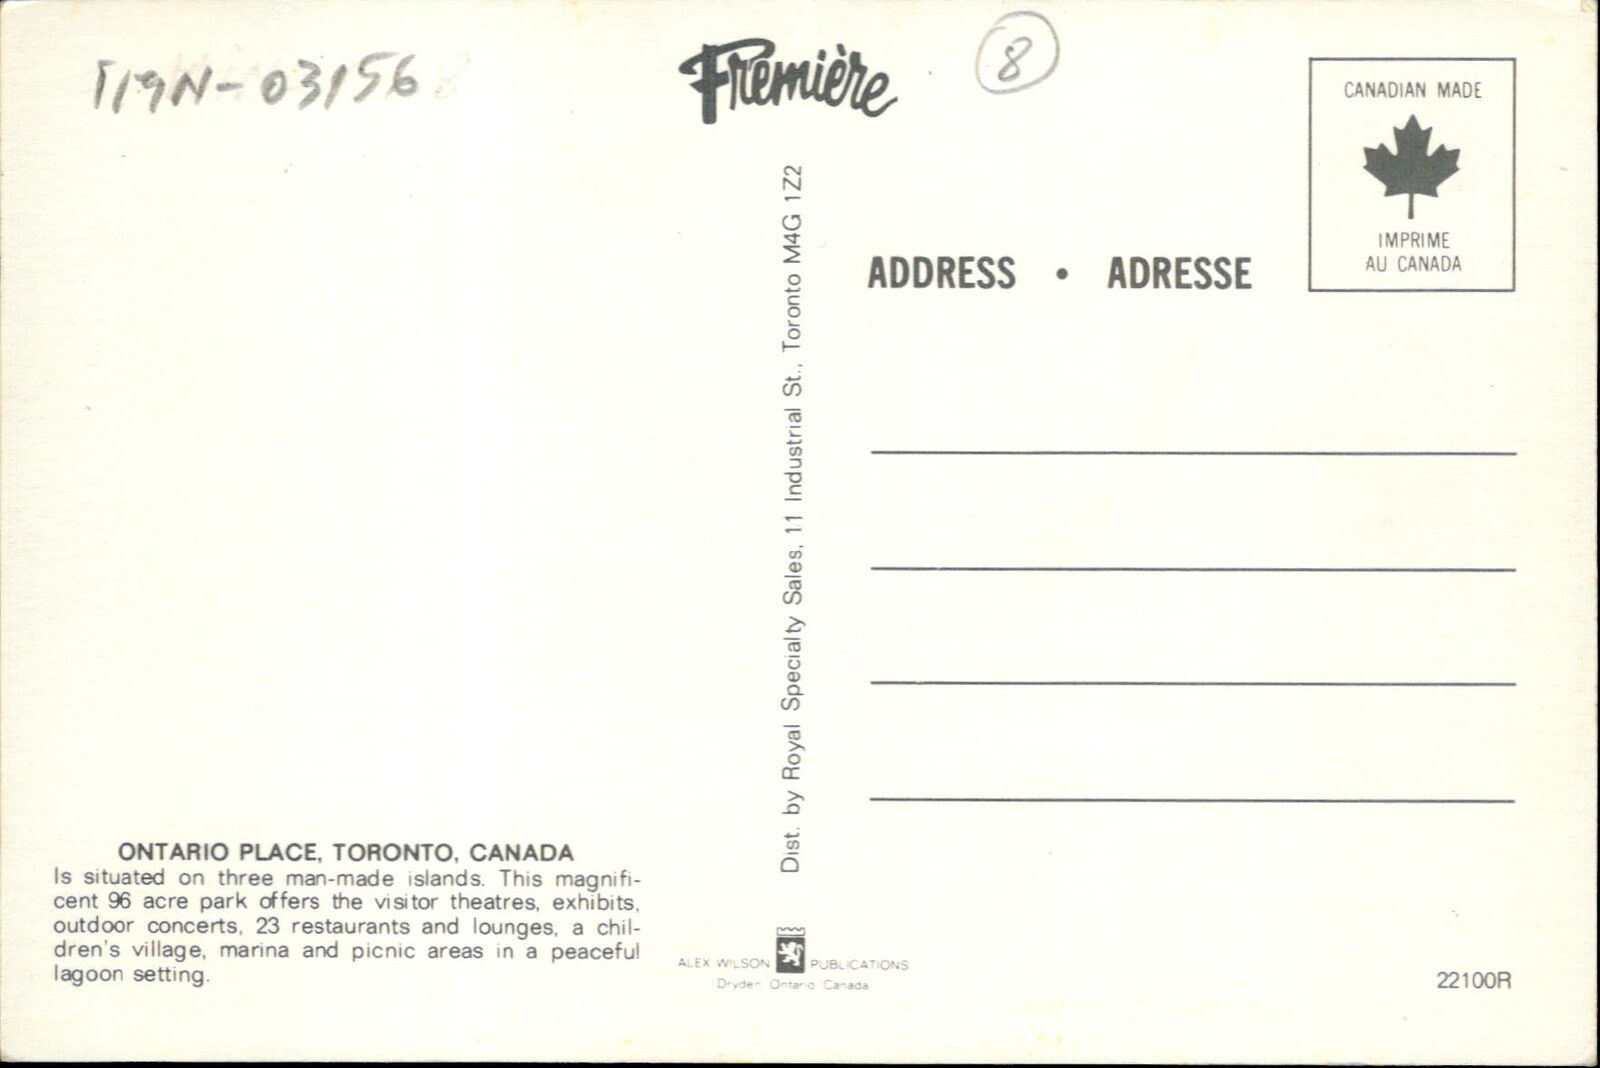 T19N-03156
Première
8
CANADIAN MADE
IMPRIME
AU CANADA
ADDRESS • ADRESSE
Dist. by Royal Specialty Sales, 11 Industrial St., Toronto M4G 1Z2
ONTARIO PLACE, TORONTO, CANADA
Is situated on three man-made islands. This magnifi-
cent 96 acre park offers the visitor theatres, exhibits,
outdoor concerts, 23 restaurants and lounges, a chil-
dren's village, marina and picnic areas in a peaceful
lagoon setting.
ALEX WILSON PUBLICATIONS
Dryden Ontario Canada
22100R